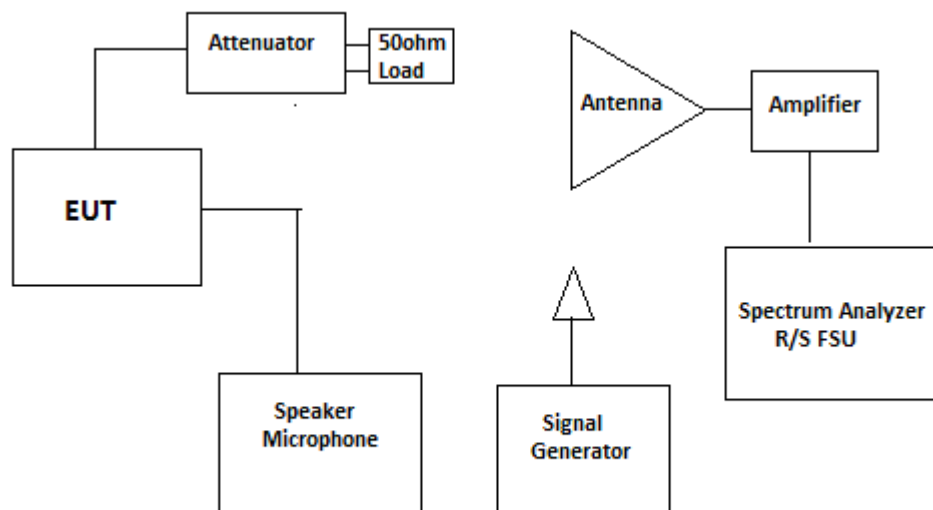 Attenuator
50ohm
Load
Antenna
Amplifier
EUT
Spectrum Analyzer
R/S FSU
Speaker
Microphone
Signal
Generator